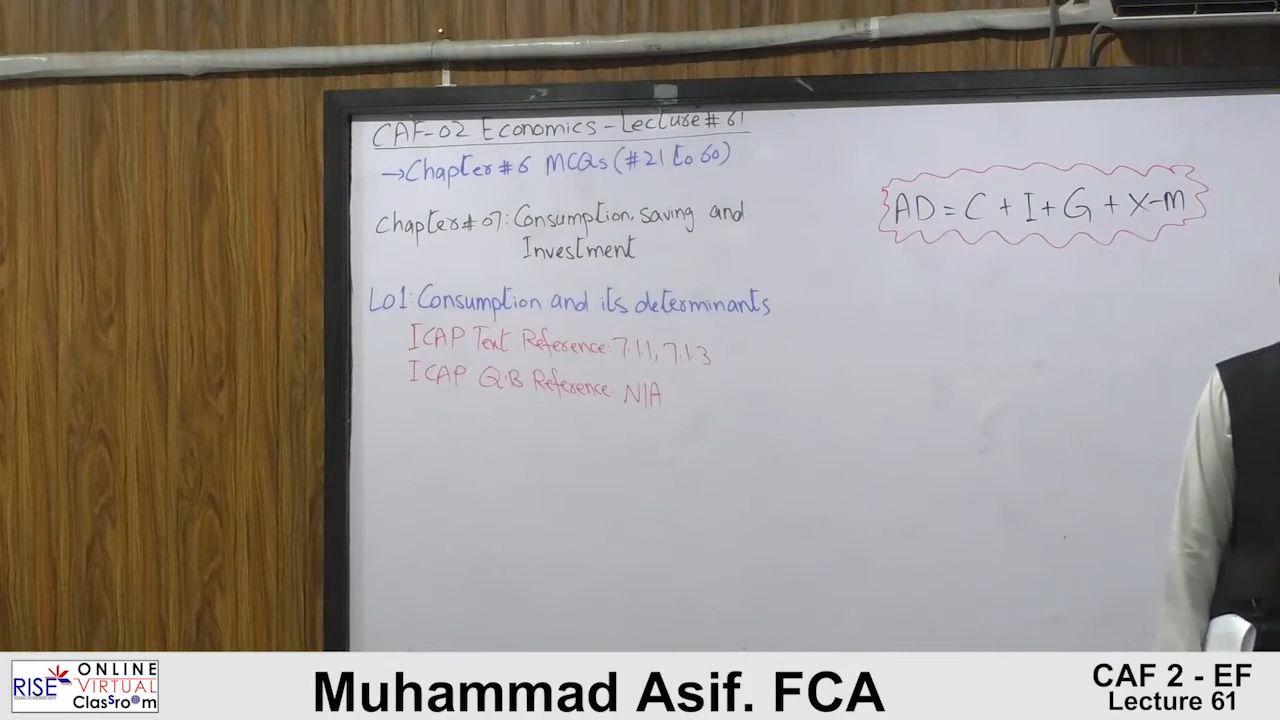 CAF-02 Economics - Lecture # 61
→ Chapter # 6 MCQs (# 21 to 60)
Chapter # 07: Consumption, saving and
Investment
LO1: Consumption and its determinants
ICAP Text Reference: 7.1.1, 7.1.3
ICAP Q.B Reference: N/A
AD = C + I + G + X - M
RISE
ONLINE
VIRTUAL
Classroom
Muhammad Asif. FCA
CAF 2 - EF
Lecture 61